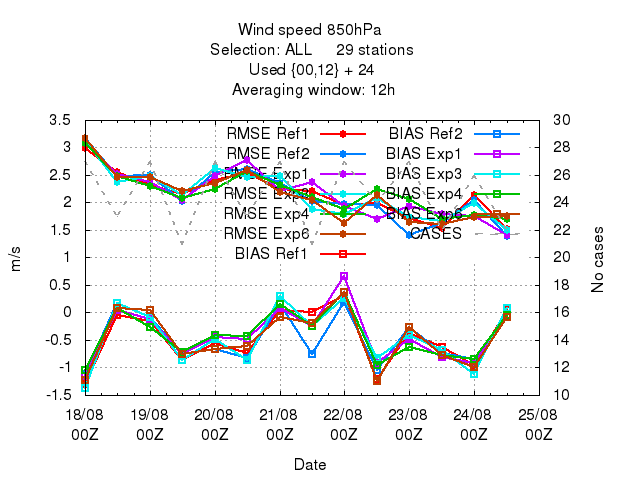 Wind speed 850hPa
Selection: ALL 29 stations
Used {00,12} + 24
Averaging window: 12h
3.5
3
2.5
2
1.5
1
0.5
0
-0.5
-1
-1.5
m/s
30
28
26
24
22
20
18
16
14
12
10
No cases
RMSE Ref1
RMSE Ref2
RMSE Exp1
RMSE Exp3
RMSE Exp4
RMSE Exp6
BIAS Ref1
BIAS Ref2
BIAS Exp1
BIAS Exp3
BIAS Exp4
BIAS Exp6
CASES
18/08 19/08 20/08 21/08 22/08 23/08 24/08 25/08
00Z 00Z 00Z 00Z 00Z 00Z 00Z 00Z
Date